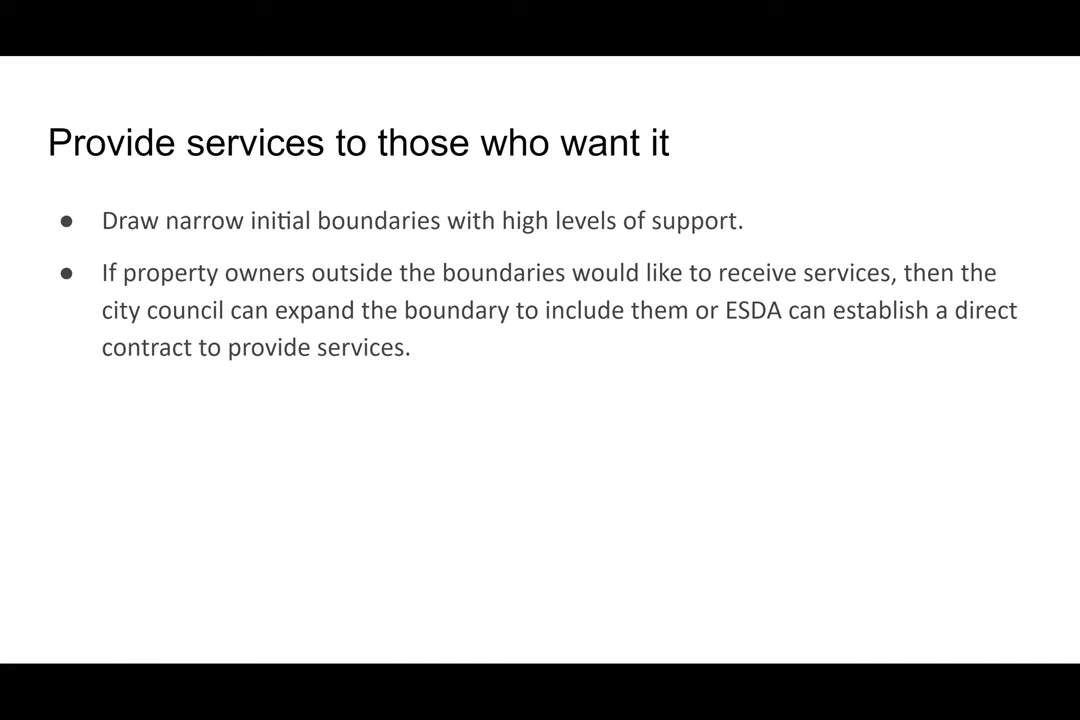 Provide services to those who want it
● Draw narrow initial boundaries with high levels of support.
● If property owners outside the boundaries would like to receive services, then the
city council can expand the boundary to include them or ESDA can establish a direct
contract to provide services.